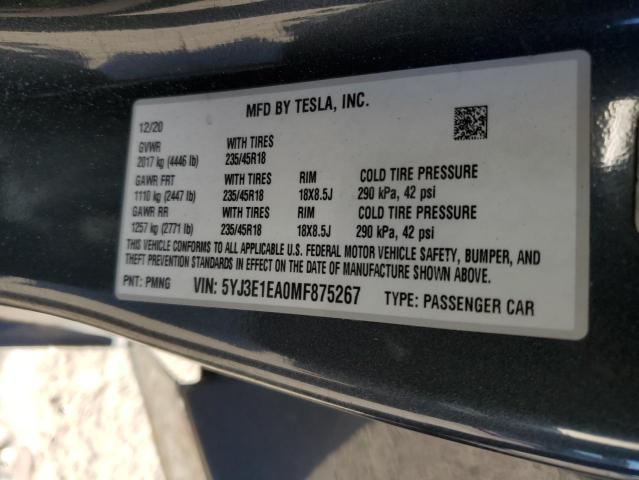 MFD BY TESLA, INC.
12/20
GVWR WITH TIRES
2017 kg (4446 lb) 235/45R18
GAWR FRT WITH TIRES RIM COLD TIRE PRESSURE
1110 kg (2447 lb) 235/45R18 18X8.5J 290 kPa, 42 psi
GAWR RR WITH TIRES RIM COLD TIRE PRESSURE
1257 kg (2771 lb) 235/45R18 18X8.5J 290 kPa, 42 psi
THIS VEHICLE CONFORMS TO ALL APPLICABLE U.S. FEDERAL MOTOR VEHICLE SAFETY, BUMPER, AND
THEFT PREVENTION STANDARDS IN EFFECT ON THE DATE OF MANUFACTURE SHOWN ABOVE.
PNT: PMNG VIN: 5YJ3E1EA0MF875267 TYPE: PASSENGER CAR